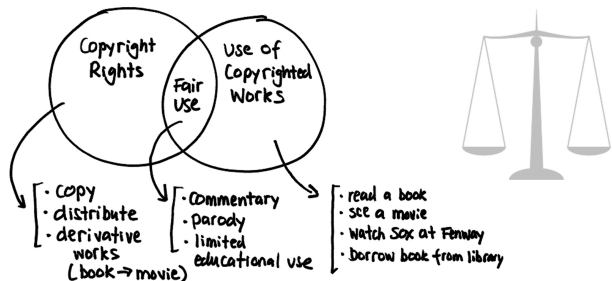 Copyright
Rights
Fair
Use
Use of
Copyrighted
Works
· copy
· distribute
· derivative
works
(book → movie)
· commentary
· parody
· limited
educational use
· read a book
· see a movie
· watch Sox at Fenway
· borrow book from library